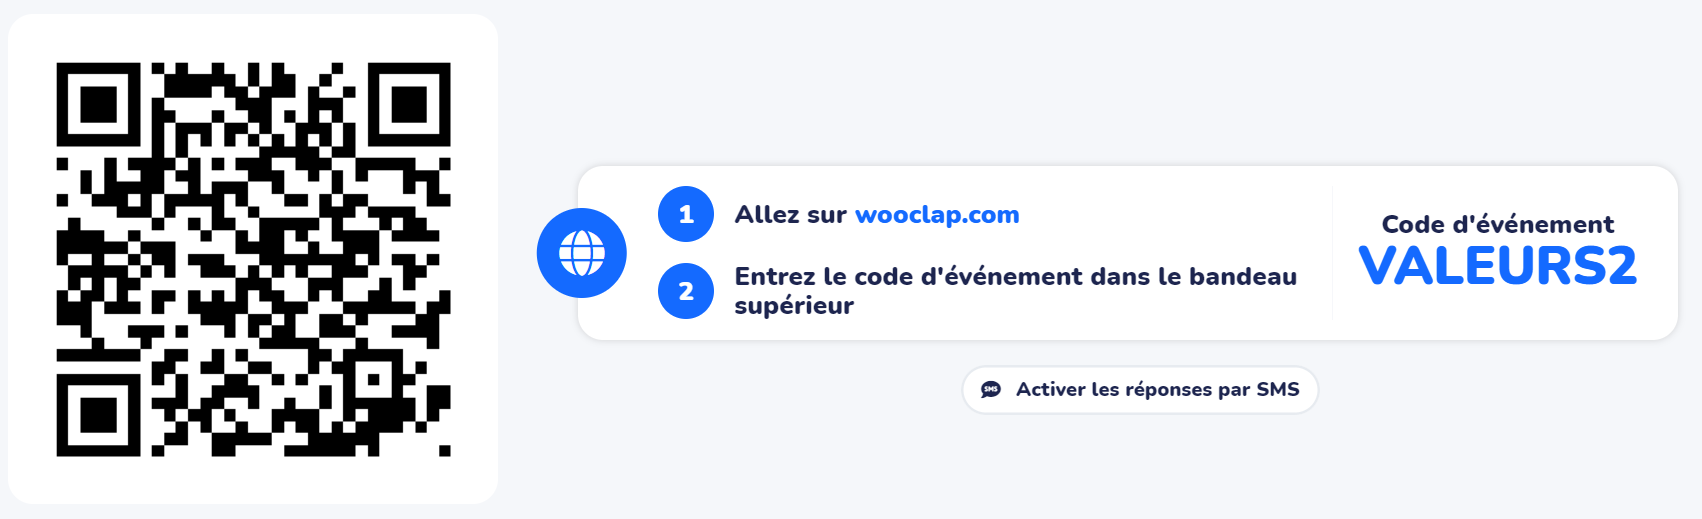 1
Allez sur wooclap.com
2
Entrez le code d'événement dans le bandeau
supérieur
Code d'événement
VALEURS2
SMS
Activer les réponses par SMS